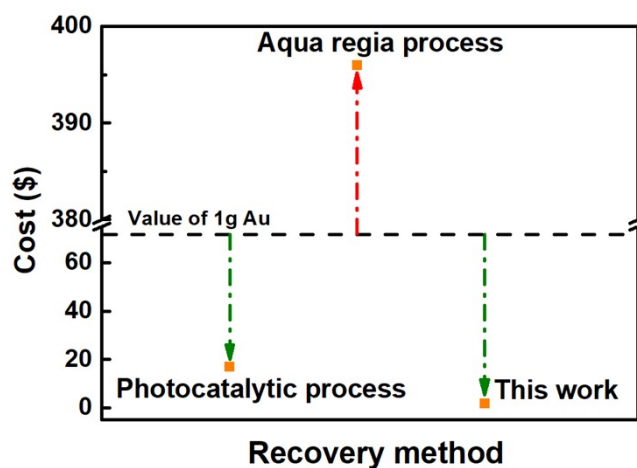 400
Aqua regia process
390
380
Value of 1g Au
Cost ($)
60
40
20
Photocatalytic process
This work
0
Recovery method